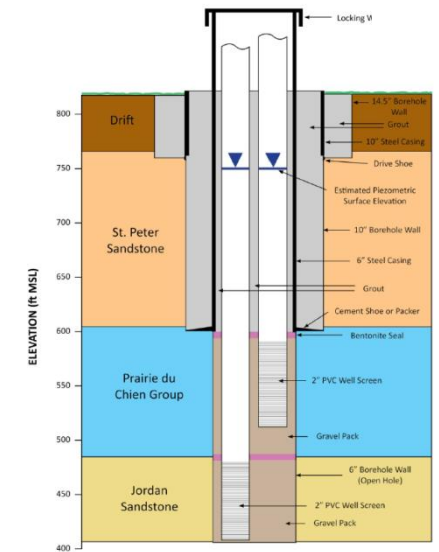 Locking
14.5" Borehole
Wall
Grout
10" Steel Casing
Drive Shoe
Estimated Piezometric
Surface Elevation
10" Borehole Wall
6" Steel Casing
Grout
Cement Shoe or Packer
Bentonite Seal
2" PVC Well Screen
Gravel Pack
6" Borehole Wall
(Open Hole)
2" PVC Well Screen
Gravel Pack
Drift
St. Peter
Sandstone
Prairie du
Chien Group
Jordan
Sandstone
ELEVATION (ft MSL)
800
750
700
650
600
550
500
450
400